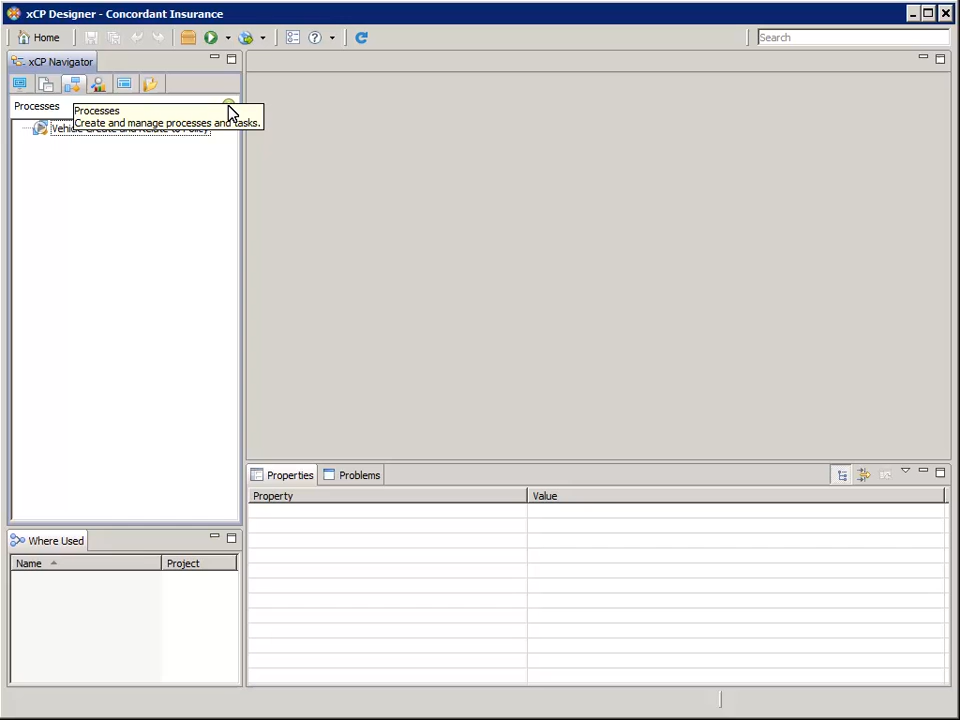 xCP Designer - Concordant Insurance
Home
Search
xCP Navigator
Processes
Processes
Create and manage processes and tasks.
Vehicle Create and Relate to Policy
Properties
Problems
Property
Value
Where Used
Name
Project